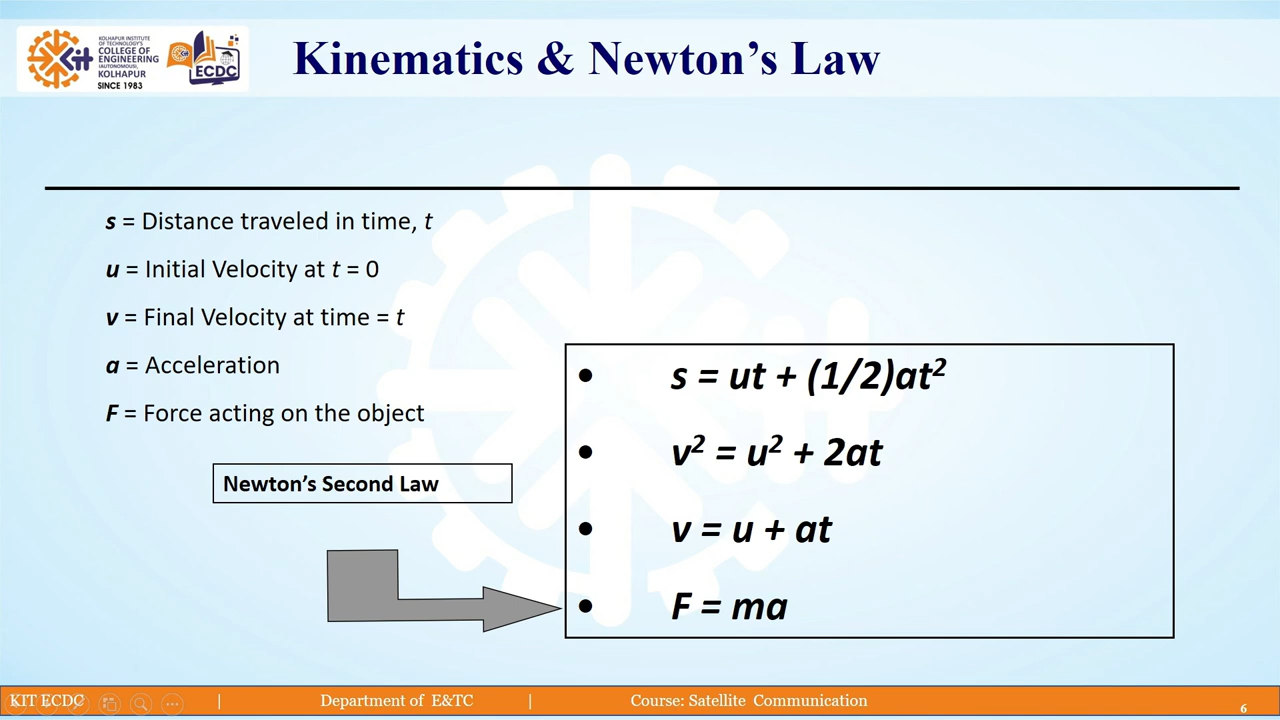 KOLHAPUR INSTITUTE
OF TECHNOLOGY'S
COLLEGE OF
ENGINEERING
(AUTONOMOUS),
KOLHAPUR
SINCE 1983
KIT
ECDC
Kinematics & Newton's Law
s = Distance traveled in time, t
u = Initial Velocity at t = 0
v = Final Velocity at time = t
a = Acceleration
F = Force acting on the object
Newton's Second Law
• s = ut + (1/2)at²
• v² = u² + 2at
• v = u + at
• F = ma
KIT ECDC | Department of E&TC | Course: Satellite Communication
6